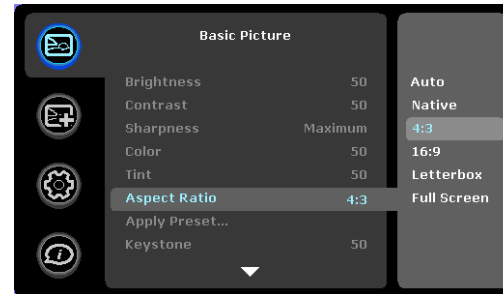 Basic Picture
Brightness 50
Contrast 50
Sharpness Maximum
Color 50
Tint 50
Aspect Ratio 4:3
Apply Preset...
Keystone 50
Auto
Native
4:3
16:9
Letterbox
Full Screen